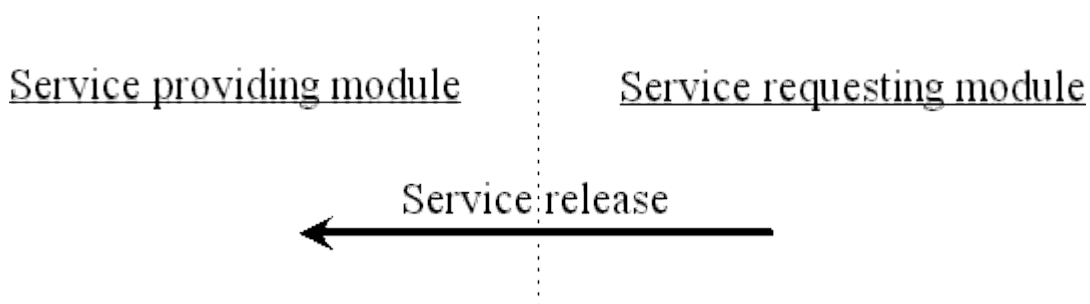 Service providing module
Service requesting module
Service release